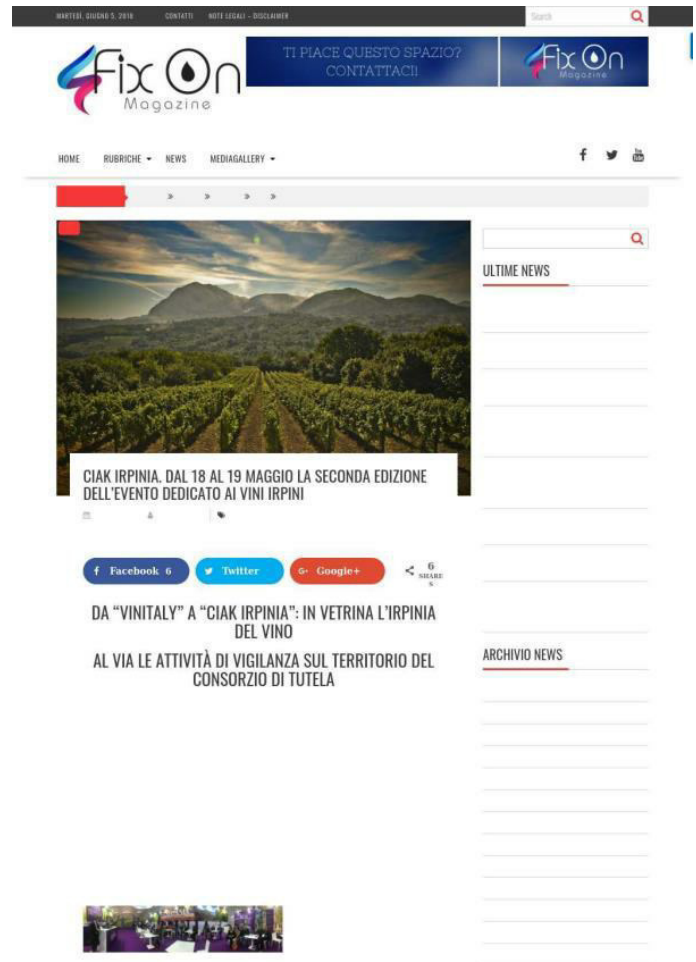 MARTEDÌ, GIUGNO 5, 2018 CONTATTI NOTE LEGALI – DISCLAIMER Search
Fix On
Magazine
TI PIACE QUESTO SPAZIO?
CONTATTACI!
Fix On
Magazine
HOME RUBRICHE NEWS MEDIAGALLERY
ULTIME NEWS
CIAK IRPINIA. DAL 18 AL 19 MAGGIO LA SECONDA EDIZIONE
DELL'EVENTO DEDICATO AI VINI IRPINI
Facebook 6 Twitter G+ Google+ 6
SHARE
S
DA “VINITALY” A “CIAK IRPINIA”: IN VETRINA L'IRPINIA
DEL VINO
AL VIA LE ATTIVITÀ DI VIGILANZA SUL TERRITORIO DEL
CONSORZIO DI TUTELA
ARCHIVIO NEWS